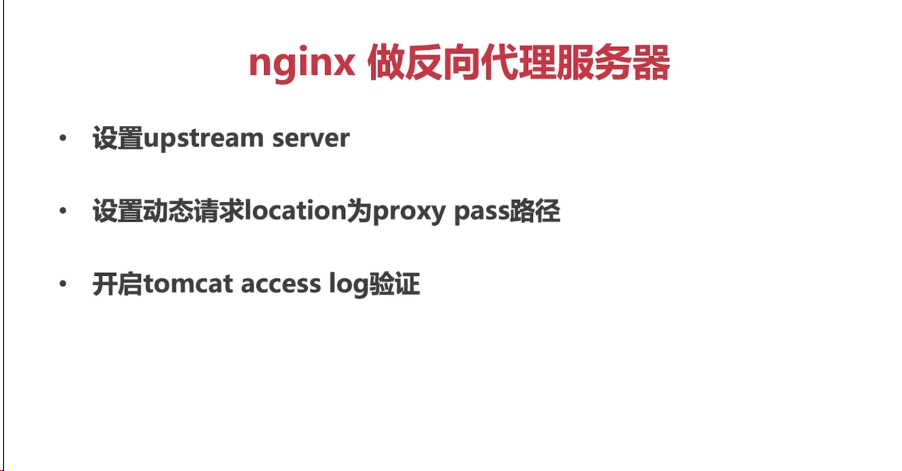 nginx 做反向代理服务器
• 设置upstream server
• 设置动态请求location为proxy pass路径
• 开启tomcat access log验证